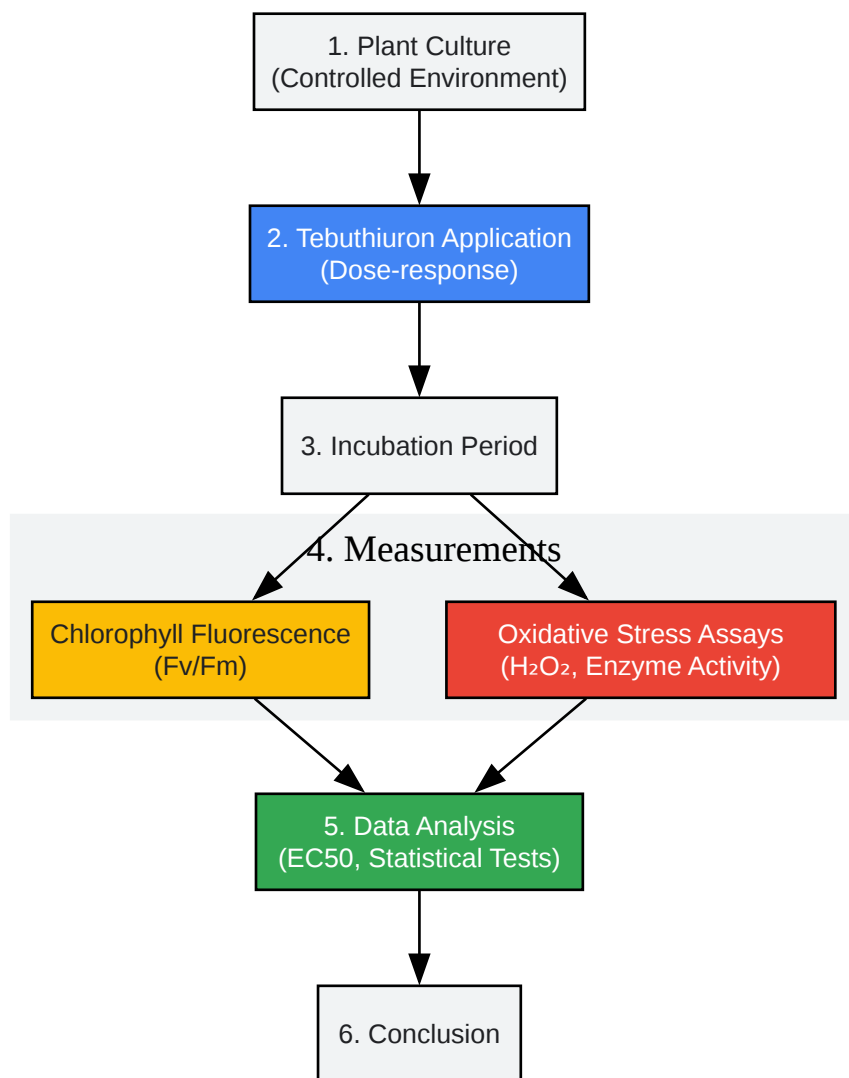 1. Plant Culture
(Controlled Environment)
2. Tebuthiuron Application
(Dose-response)
3. Incubation Period
4. Measurements
Chlorophyll Fluorescence
(Fv/Fm)
Oxidative Stress Assays
(H₂O₂, Enzyme Activity)
5. Data Analysis
(EC50, Statistical Tests)
6. Conclusion